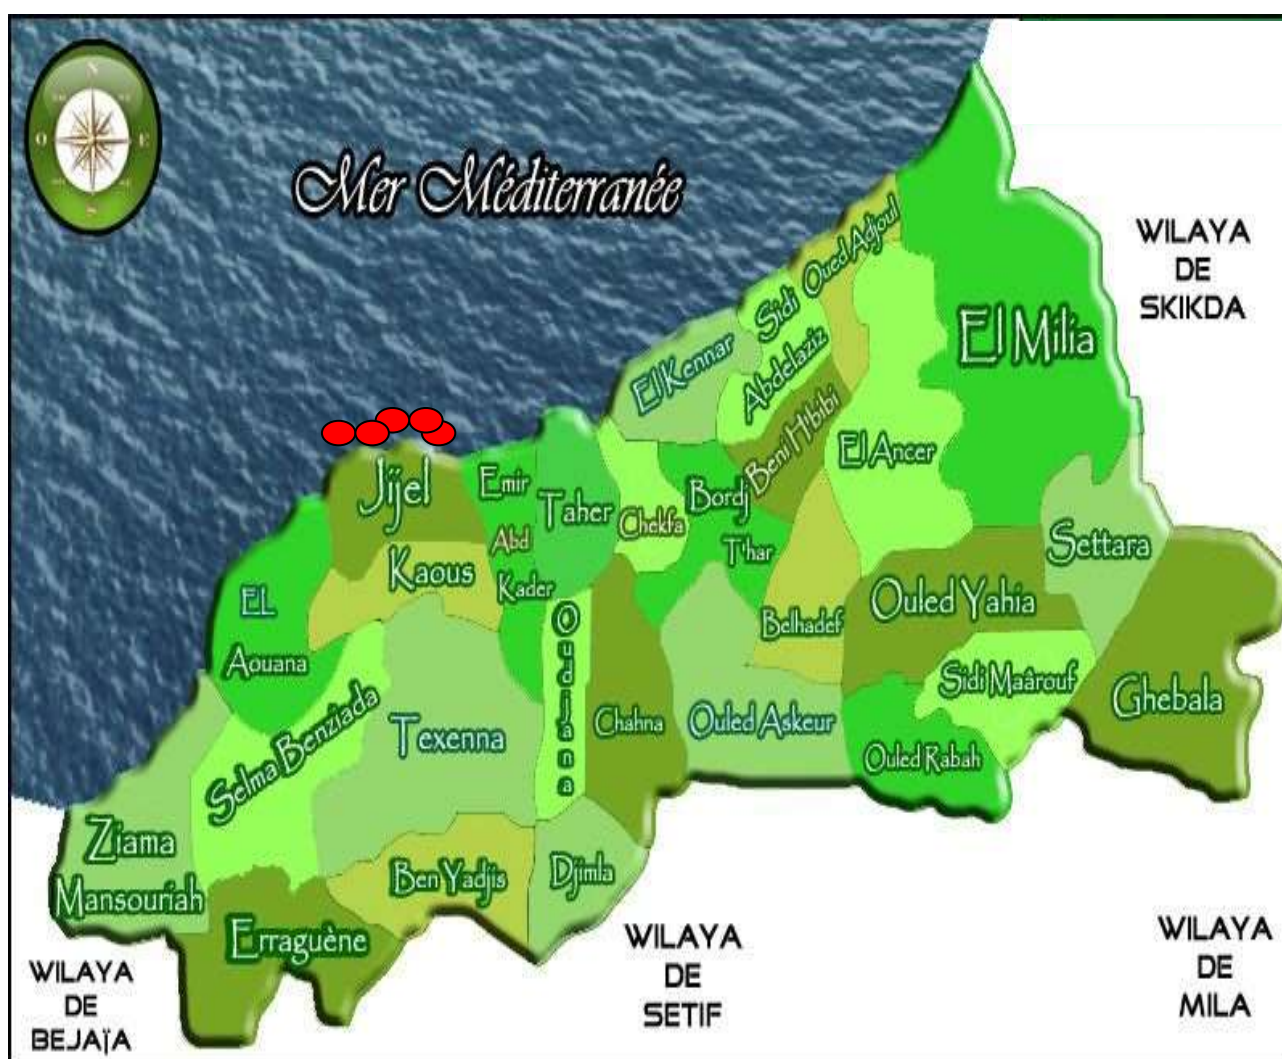 N
O
E
S
Mer Méditerranée
WILAYA
DE
SKIKDA
Oued Adjoul
Sidi
Abdelaziz
El Kennar
El Milia
Beni H'bibi
El Ancer
Jijel
Emir
Abd
Kader
Taher
Chekfa
Bordj
T'har
Settara
Kaous
EL
Aouana
Oudjana
Belhadef
Ouled Yahia
Sidi Maârouf
Ghebala
Selma Benziada
Texenna
Chahna
Ouled Askeur
Ouled Rabah
Ziama
Mansouriah
Ben Yadjis
Djimla
Erraguène
WILAYA
DE
BEJAÏA
WILAYA
DE
SETIF
WILAYA
DE
MILA